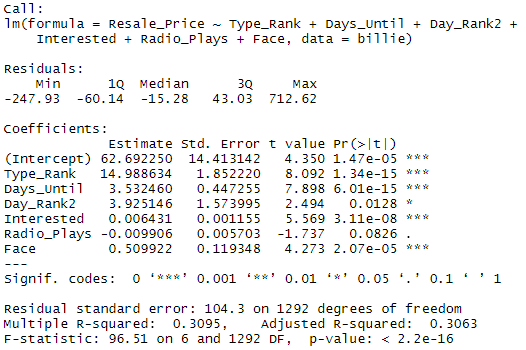 Call:
lm(formula = Resale_Price ~ Type_Rank + Days_Until + Day_Rank2 +
    Interested + Radio_Plays + Face, data = billie)
Residuals:
    Min      1Q  Median      3Q     Max
-247.93  -60.14  -15.28   43.03  712.62
Coefficients:
             Estimate Std. Error t value Pr(>|t|)
(Intercept) 62.692250  14.413142   4.350 1.47e-05 ***
Type_Rank   14.988634   1.852220   8.092 1.34e-15 ***
Days_Until   3.532460   0.447255   7.898 6.01e-15 ***
Day_Rank2    3.925146   1.573995   2.494   0.0128 *
Interested   0.006431   0.001155   5.569 3.11e-08 ***
Radio_Plays -0.009906   0.005703  -1.737   0.0826 .
Face         0.509922   0.119348   4.273 2.07e-05 ***
---
Signif. codes:  0 ‘***’ 0.001 ‘**’ 0.01 ‘*’ 0.05 ‘.’ 0.1 ‘ ’ 1
Residual standard error: 104.3 on 1292 degrees of freedom
Multiple R-squared:  0.3095,    Adjusted R-squared:  0.3063
F-statistic: 96.51 on 6 and 1292 DF,  p-value: < 2.2e-16